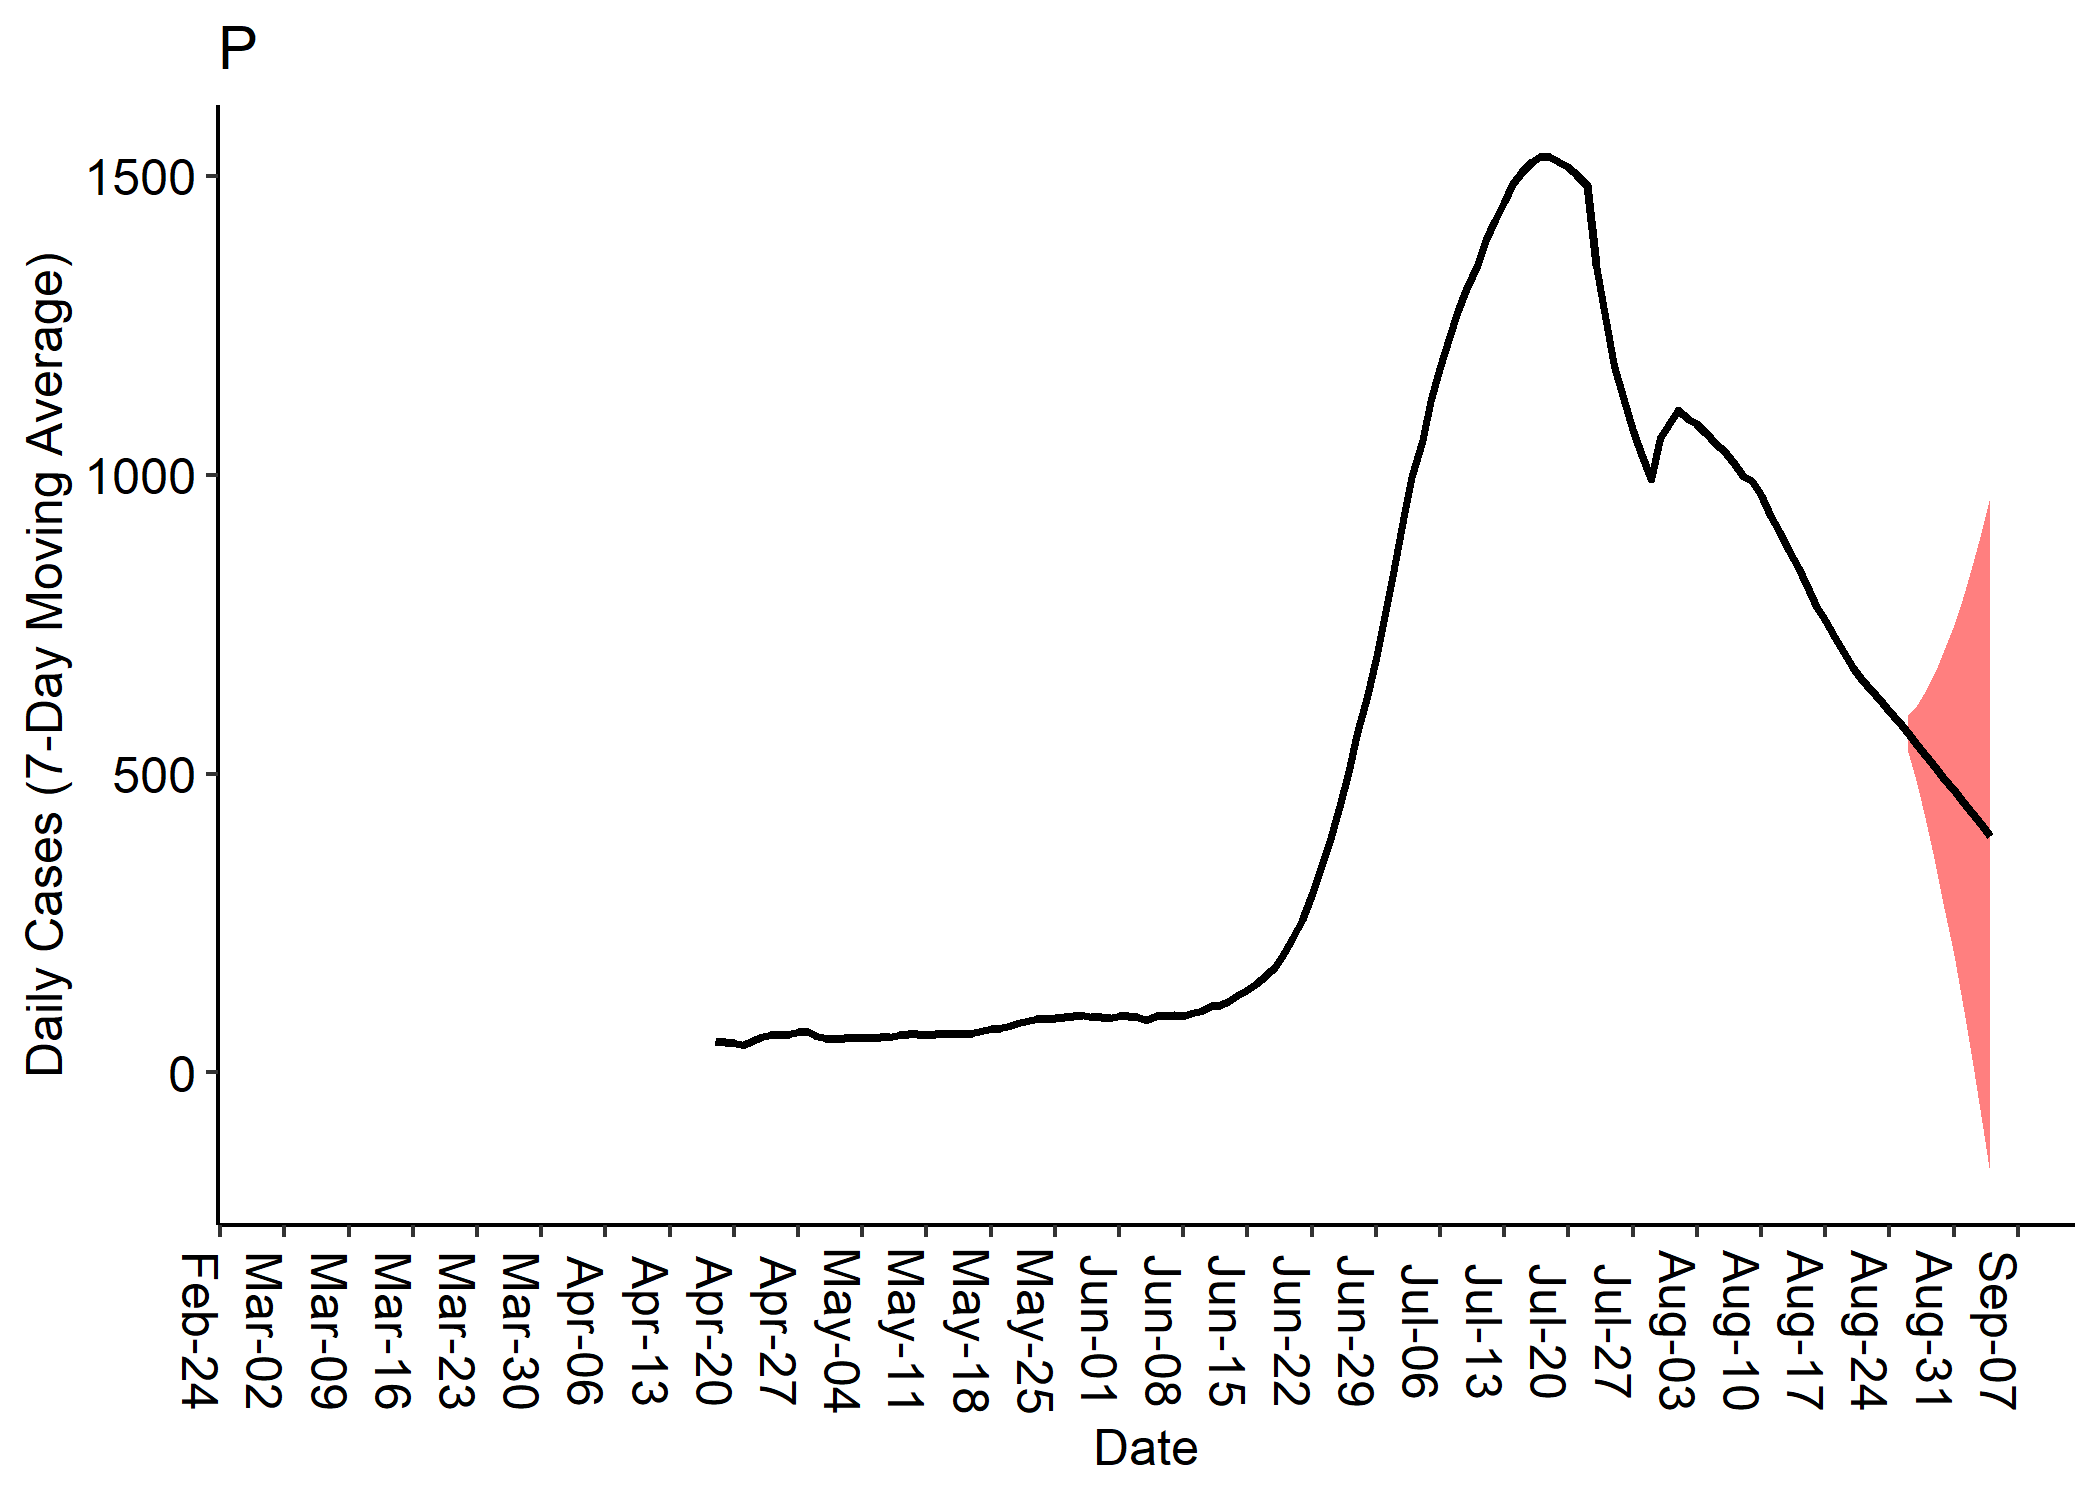 P
Daily Cases (7-Day Moving Average)
1500
1000
500
0
Feb-24
Mar-02
Mar-09
Mar-16
Mar-23
Mar-30
Apr-06
Apr-13
Apr-20
Apr-27
May-04
May-11
May-18
May-25
Jun-01
Jun-08
Jun-15
Jun-22
Jun-29
Jul-06
Jul-13
Jul-20
Jul-27
Aug-03
Aug-10
Aug-17
Aug-24
Aug-31
Sep-07
Date